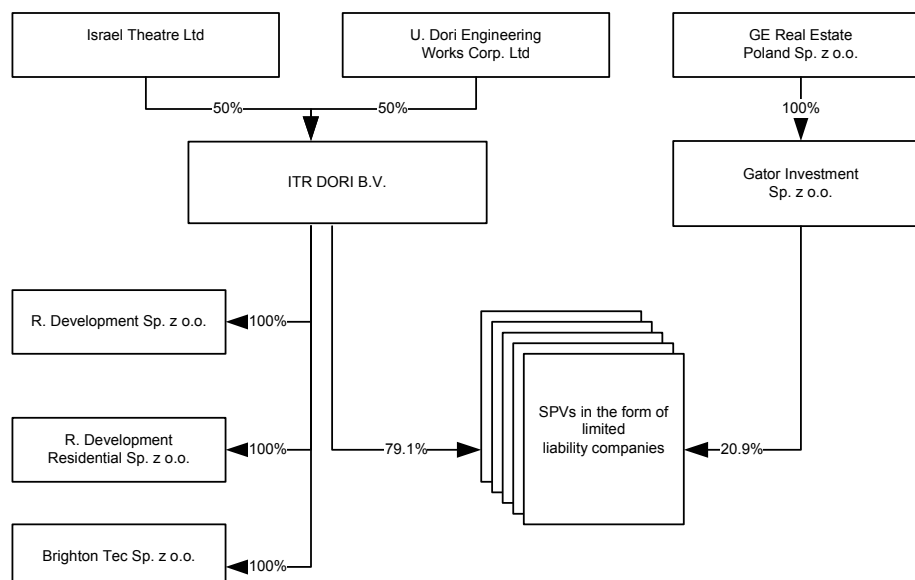 Israel Theatre Ltd
U. Dori Engineering
Works Corp. Ltd
GE Real Estate
Poland Sp. z o.o.
50%
50%
100%
ITR DORI B.V.
Gator Investment
Sp. z o.o.
R. Development Sp. z o.o.
100%
SPVs in the form of
limited
liability companies
R. Development
Residential Sp. z o.o.
100%
79.1%
20.9%
Brighton Tec Sp. z o.o.
100%